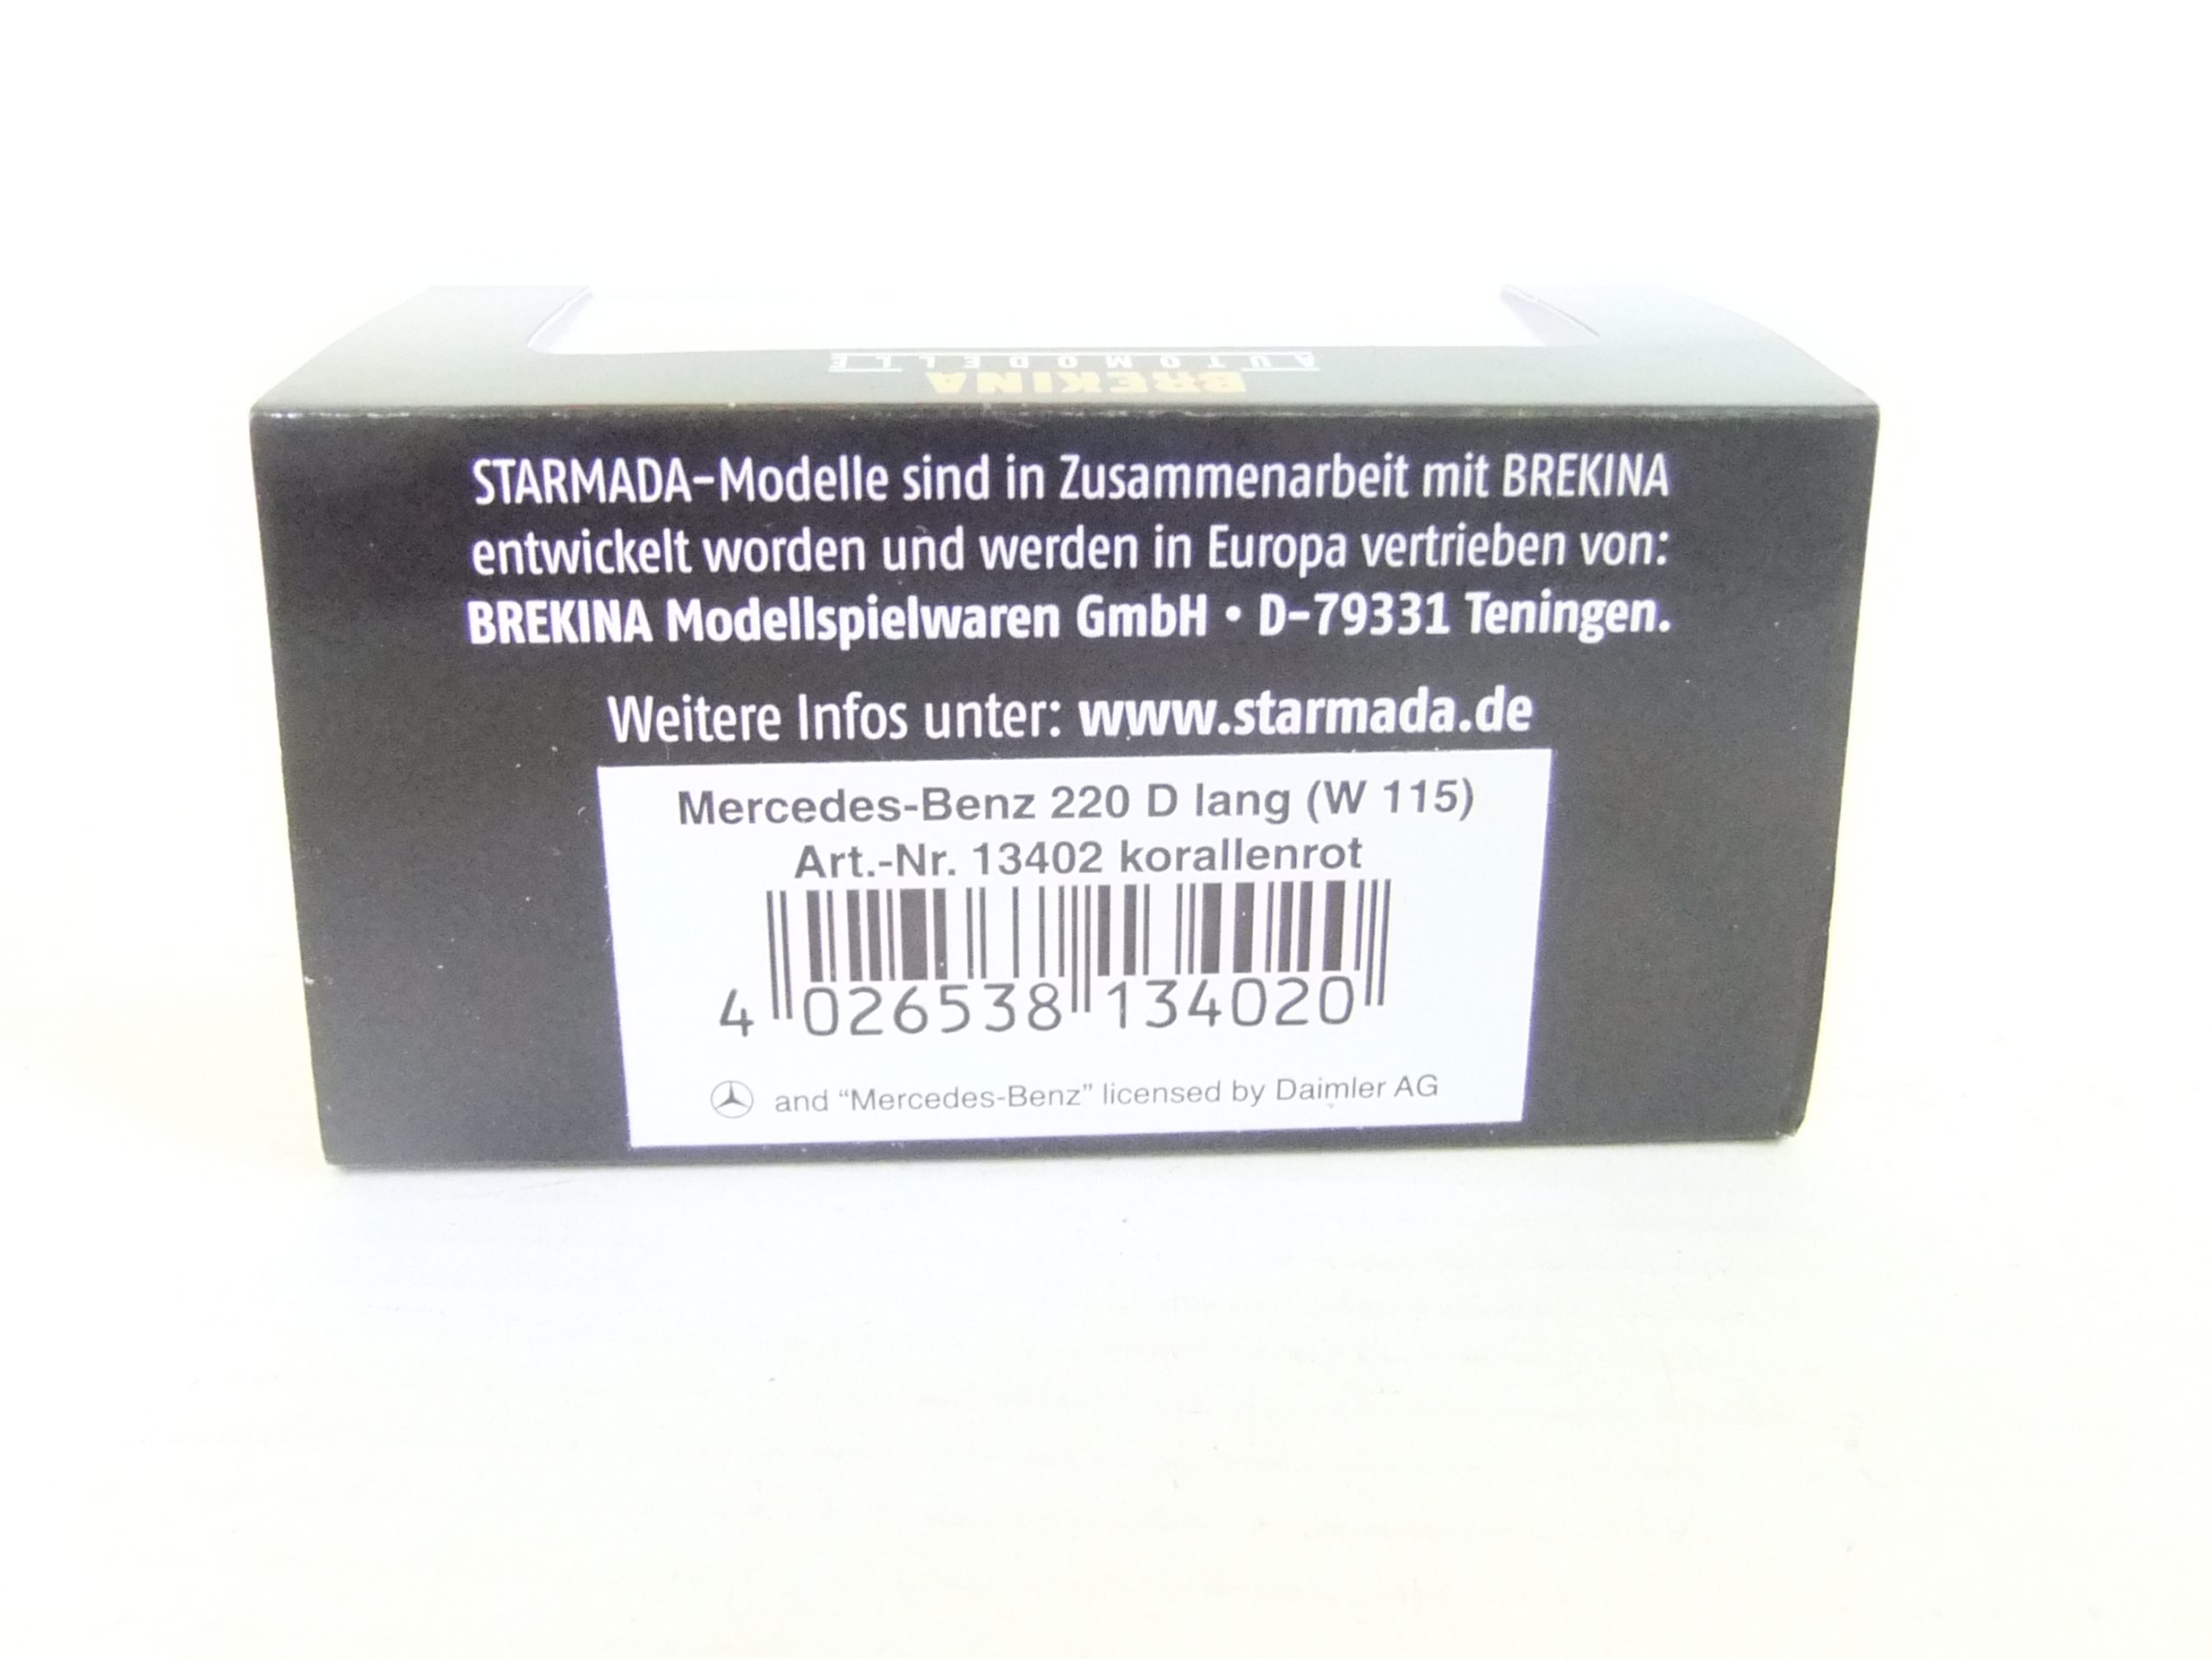 AUTOMODELLE
BREKINA
STARMADA-Modelle sind in Zusammenarbeit mit BREKINA
entwickelt worden und werden in Europa vertrieben von:
BREKINA Modellspielwaren GmbH • D-79331 Teningen.
Weitere Infos unter: www.starmada.de
Mercedes-Benz 220 D lang (W 115)
Art.-Nr. 13402 korallenrot
4 026538 134020
and “Mercedes-Benz” licensed by Daimler AG